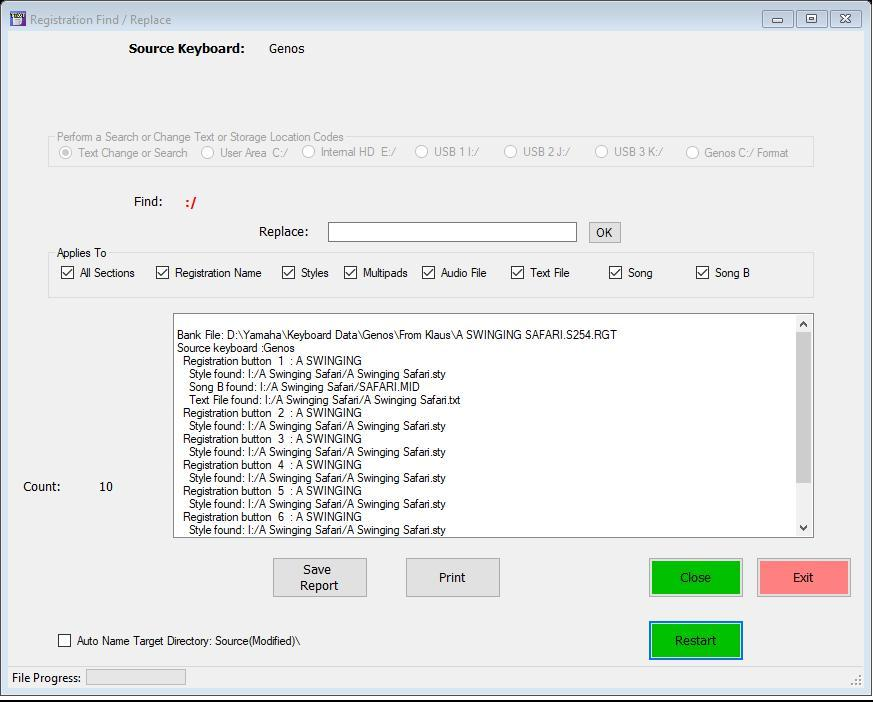 Registration Find / Replace
Source Keyboard: Genos
Perform a Search or Change Text or Storage Location Codes
Text Change or Search User Area C:/ Internal HD E:/ USB 1 I:/ USB 2 J:/ USB 3 K:/ Genos C:/ Format
Find: :/
Replace: OK
Applies To
All Sections Registration Name Styles Multipads Audio File Text File Song Song B
Bank File: D:\Yamaha\Keyboard Data\Genos\From Klaus\A SWINGING SAFARI.S254.RGT
Source keyboard :Genos
Registration button 1 : A SWINGING
Style found: I:/A Swinging Safari/A Swinging Safari.sty
Song B found: I:/A Swinging Safari/SAFARI.MID
Text File found: I:/A Swinging Safari/A Swinging Safari.txt
Registration button 2 : A SWINGING
Style found: I:/A Swinging Safari/A Swinging Safari.sty
Registration button 3 : A SWINGING
Style found: I:/A Swinging Safari/A Swinging Safari.sty
Registration button 4 : A SWINGING
Style found: I:/A Swinging Safari/A Swinging Safari.sty
Registration button 5 : A SWINGING
Style found: I:/A Swinging Safari/A Swinging Safari.sty
Registration button 6 : A SWINGING
Style found: I:/A Swinging Safari/A Swinging Safari.sty
Count: 10
Save
Report
Print
Close
Exit
Auto Name Target Directory: Source(Modified)\
Restart
File Progress: